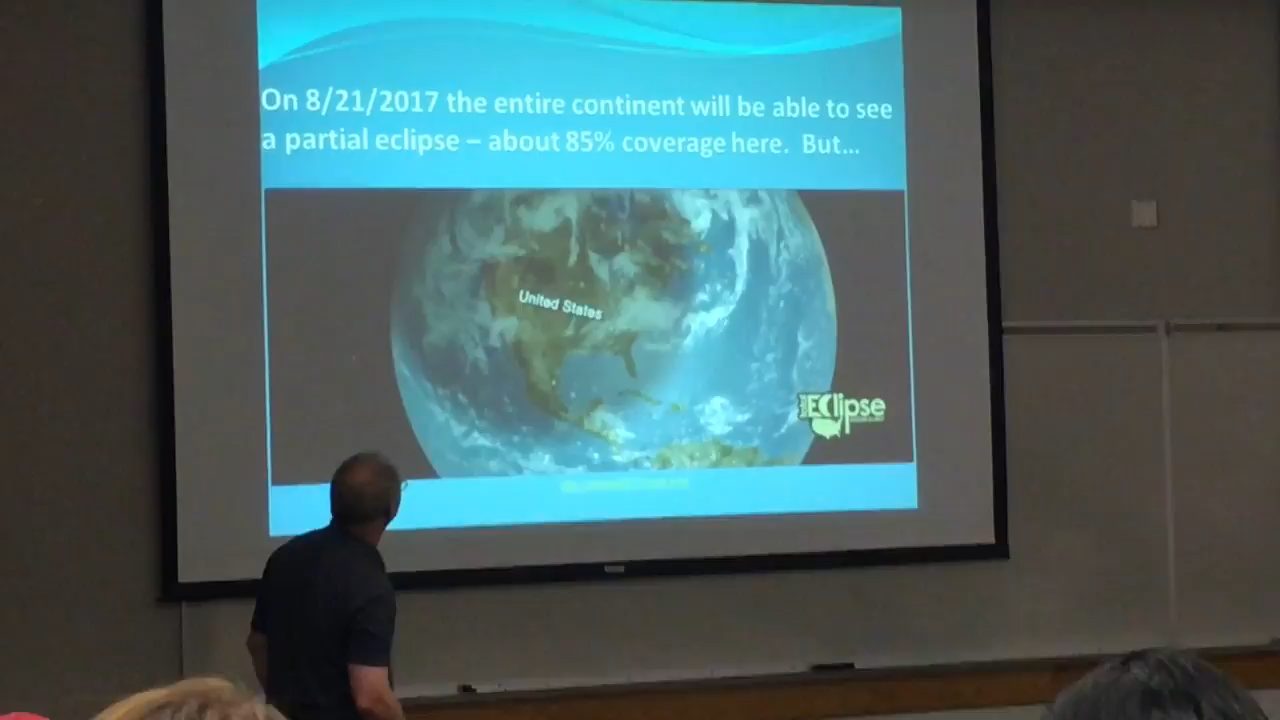 On 8/21/2017 the entire continent will be able to see
a partial eclipse – about 85% coverage here.  But...
United States
Eclipse